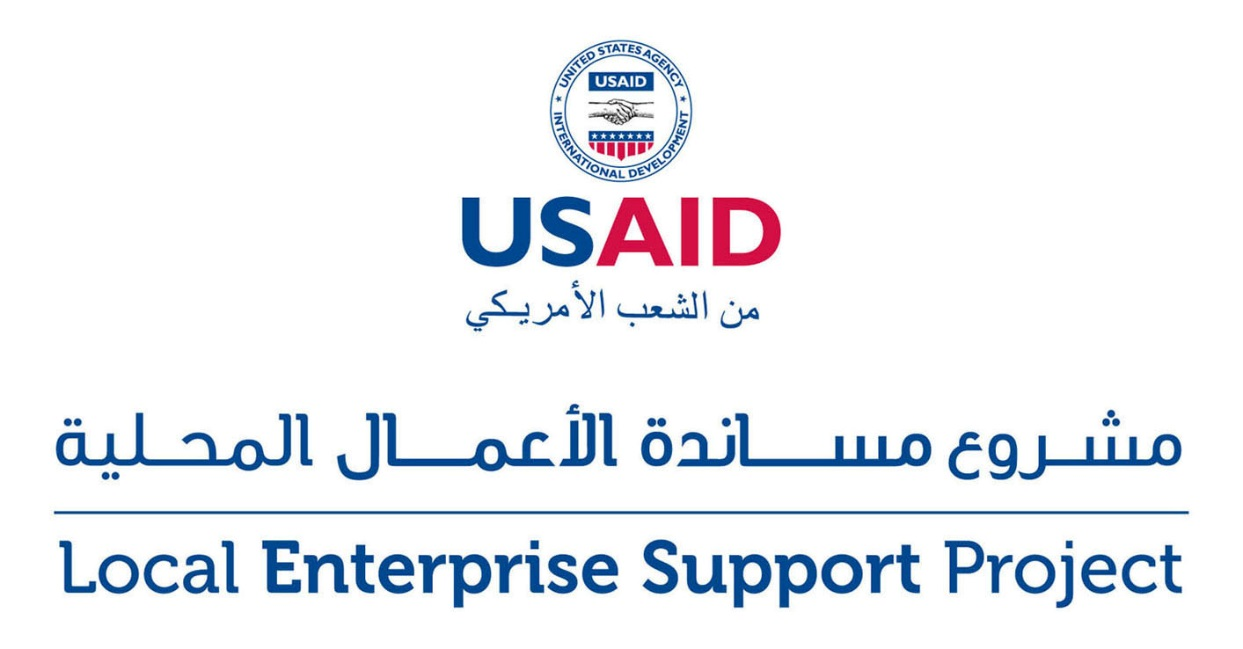 UNITED STATES AGENCY
USAID
INTERNATIONAL DEVELOPMENT
USAID
من الشعب الأمريكي
مشروع مساندة الأعمال المحلية
Local Enterprise Support Project